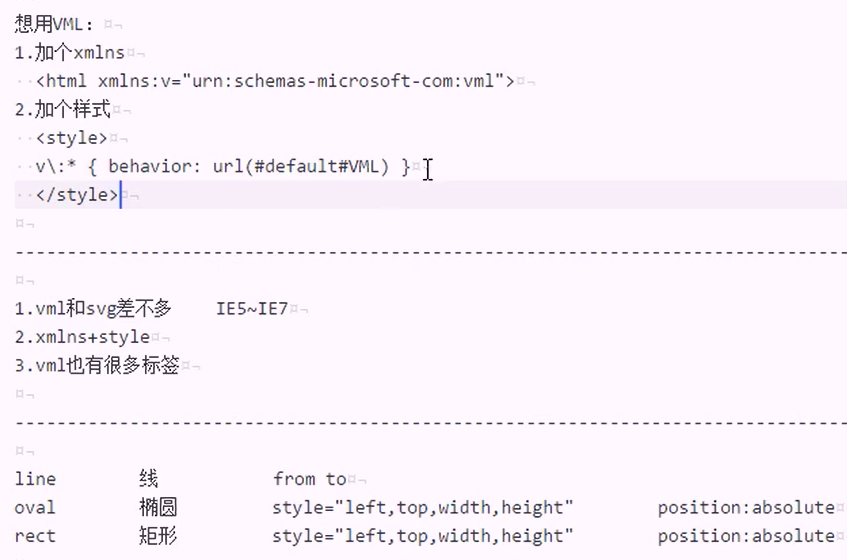 想用VML：
1.加个xmlns
<html xmlns:v="urn:schemas-microsoft-com:vml">
2.加个样式
<style>
v\:* { behavior: url(#default#VML) }
</style>
--------------------------------------------------------------------------------
1.vml和svg差不多    IE5~IE7
2.xmlns+style
3.vml也有很多标签
--------------------------------------------------------------------------------
line    线    from to
oval    椭圆    style="left,top,width,height"    position:absolute
rect    矩形    style="left,top,width,height"    position:absolute